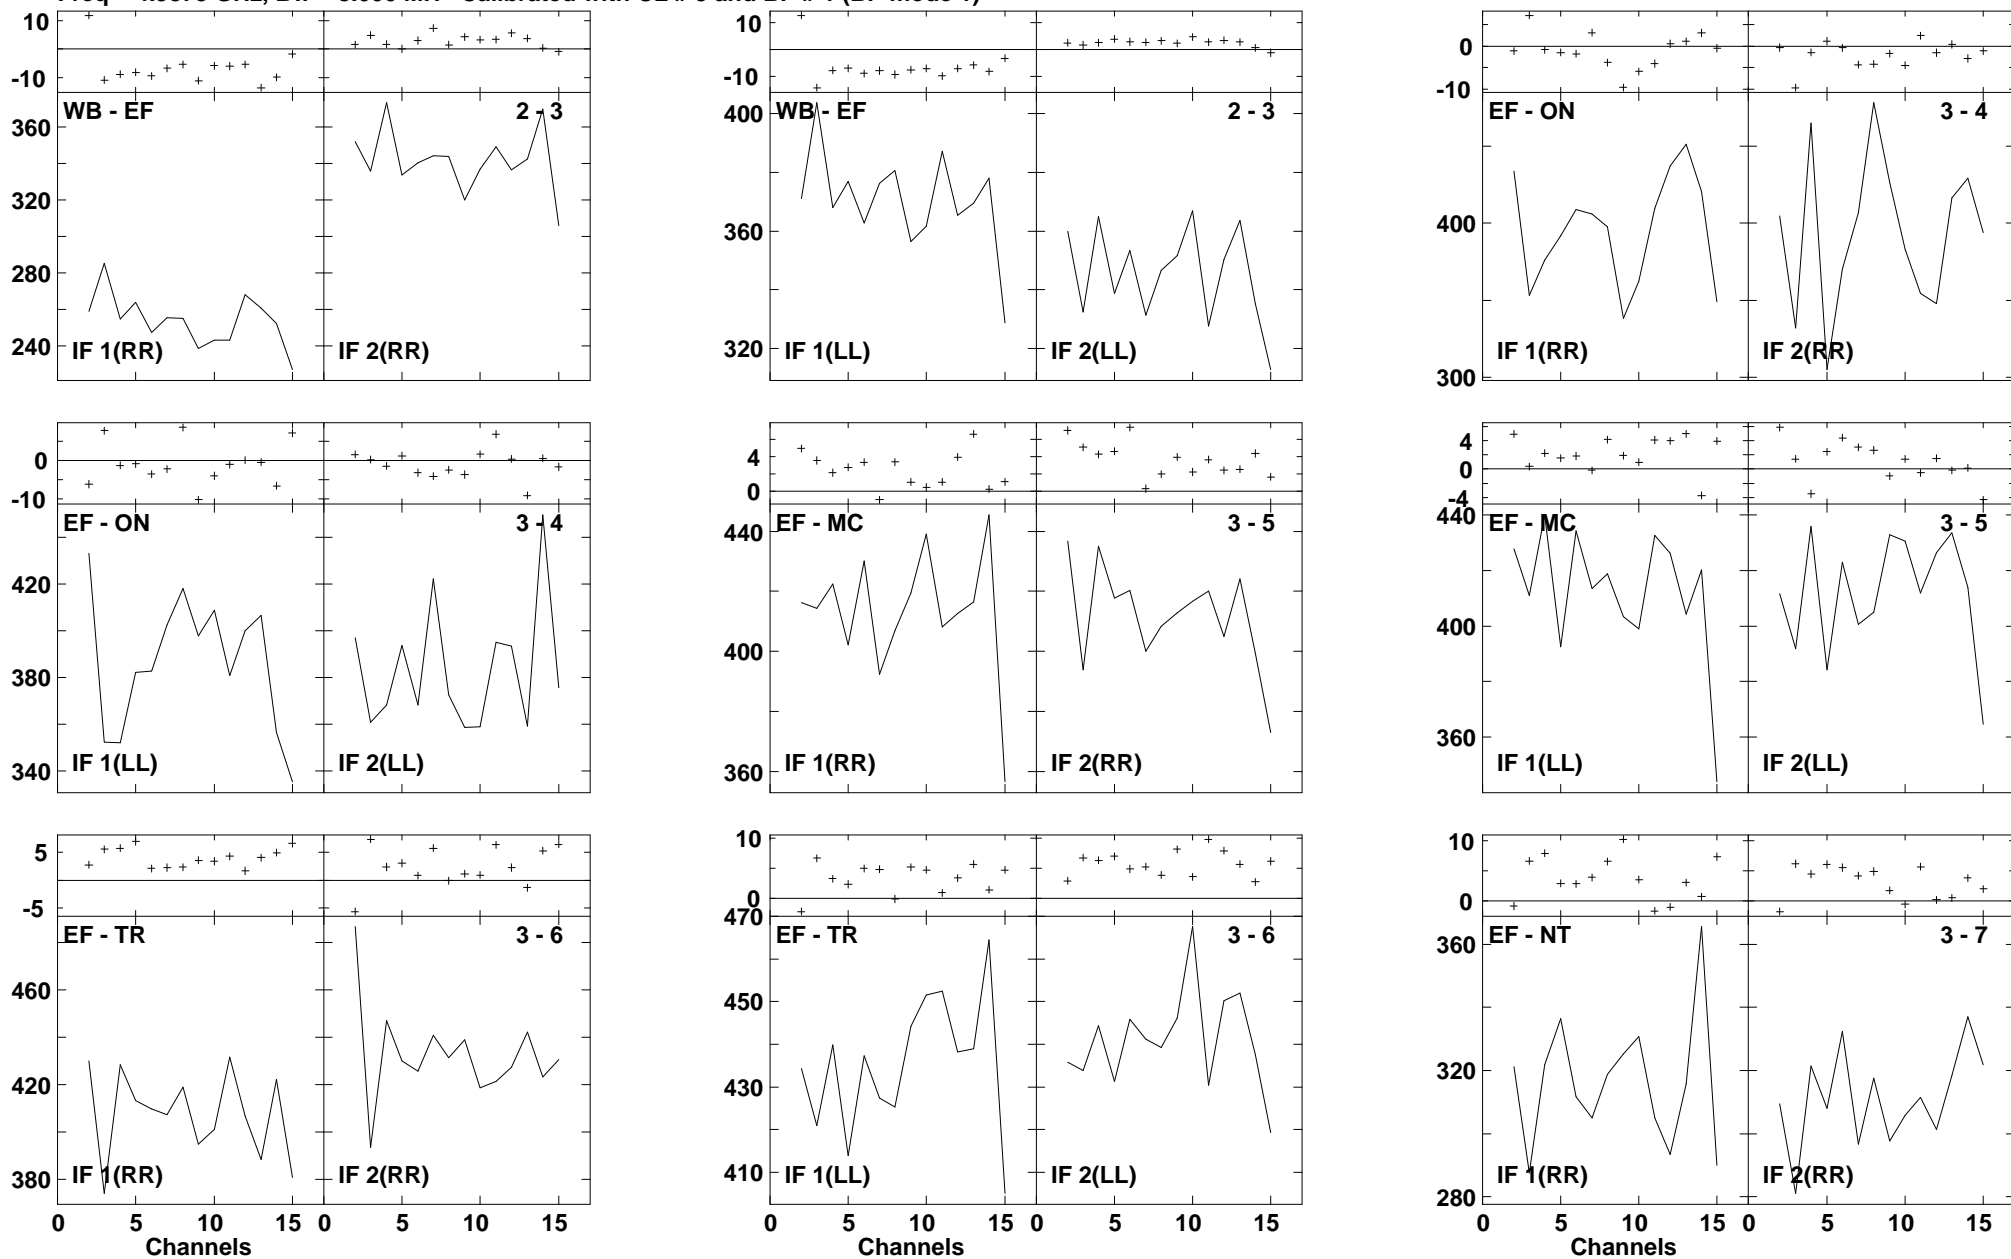 10
-10
WB - EF
2 - 3
360
320
280
240
IF 1(RR)
IF 2(RR)
10
-10
WB - EF
2 - 3
400
360
320
IF 1(LL)
IF 2(LL)
0
-10
EF - ON
3 - 4
400
300
IF 1(RR)
IF 2(RR)
0
-10
EF - ON
3 - 4
420
380
340
IF 1(LL)
IF 2(LL)
4
0
EF - MC
3 - 5
440
400
360
IF 1(RR)
IF 2(RR)
4
0
-4
440
EF - MC
3 - 5
400
360
IF 1(LL)
IF 2(LL)
5
-5
EF - TR
3 - 6
460
420
380
IF 1(RR)
IF 2(RR)
0 5 10 15 0 5 10 15
Channels
10
0
470
EF - TR
3 - 6
450
430
410
IF 1(LL)
IF 2(LL)
0 5 10 15 0 5 10 15
Channels
10
0
EF - NT
3 - 7
360
320
280
IF 1(RR)
IF 2(RR)
0 5 10 15 0 5 10 15
Channels